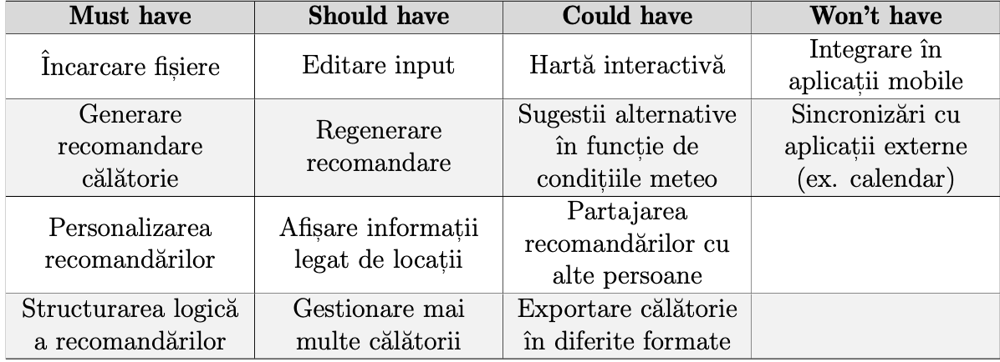 Must have
Should have
Could have
Won't have
Încarcare fișiere
Editare input
Hartă interactivă
Integrare în
aplicații mobile
Generare
recomandare
călătorie
Regenerare
recomandare
Sugestii alternative
în funcție de
condițiile meteo
Sincronizări cu
aplicații externe
(ex. calendar)
Personalizarea
recomandărilor
Afișare informații
legat de locații
Partajarea
recomandărilor cu
alte persoane
Structurarea logică
a recomandărilor
Gestionare mai
multe călătorii
Exportare călătorie
în diferite formate